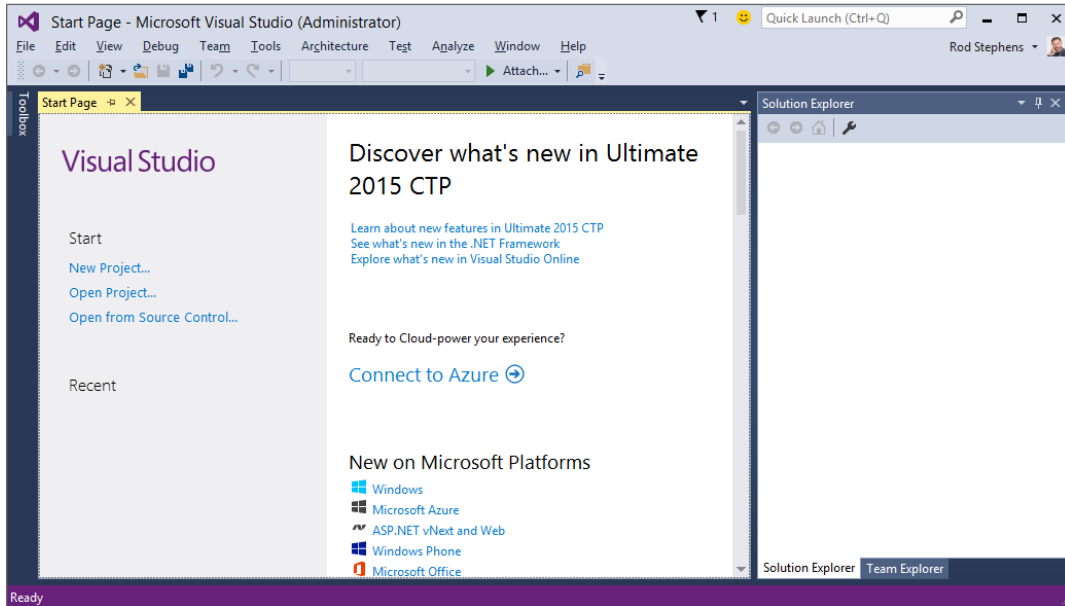 Start Page - Microsoft Visual Studio (Administrator)
1
Quick Launch (Ctrl+Q)
File Edit View Debug Team Tools Architecture Test Analyze Window Help
Rod Stephens
Attach...
Toolbox
Start Page
Solution Explorer
Visual Studio
Start
New Project...
Open Project...
Open from Source Control...
Recent
Discover what's new in Ultimate
2015 CTP
Learn about new features in Ultimate 2015 CTP
See what's new in the .NET Framework
Explore what's new in Visual Studio Online
Ready to Cloud-power your experience?
Connect to Azure
New on Microsoft Platforms
Windows
Microsoft Azure
ASP.NET vNext and Web
Windows Phone
Microsoft Office
Solution Explorer Team Explorer
Ready